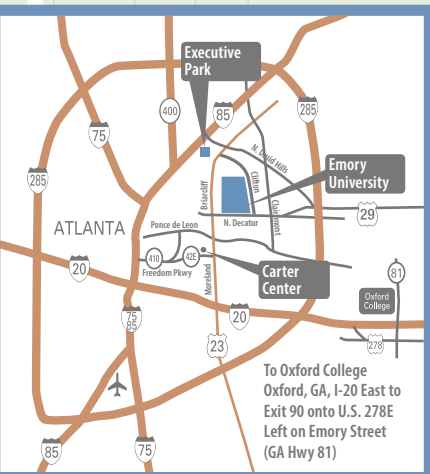 Executive
Park
400
85
285
75
N. Druid Hills
285
Emory
University
Briarcliff
Clifton
Clairemont
29
ATLANTA
Ponce de Leon
N. Decatur
410
42E
Freedom Pkwy
20
Moreland
Carter
Center
81
Oxford
College
75
85
20
23
278
To Oxford College
Oxford, GA, I-20 East to
Exit 90 onto U.S. 278E
Left on Emory Street
(GA Hwy 81)
85
75